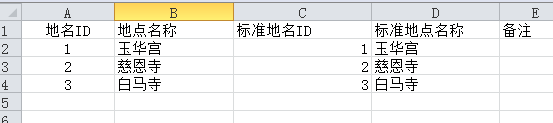 A B C D E
1 地名ID 地点名称 标准地名ID 标准地点名称 备注
2 1 玉华宫 1 玉华宫
3 2 慈恩寺 2 慈恩寺
4 3 白马寺 3 白马寺
5
6